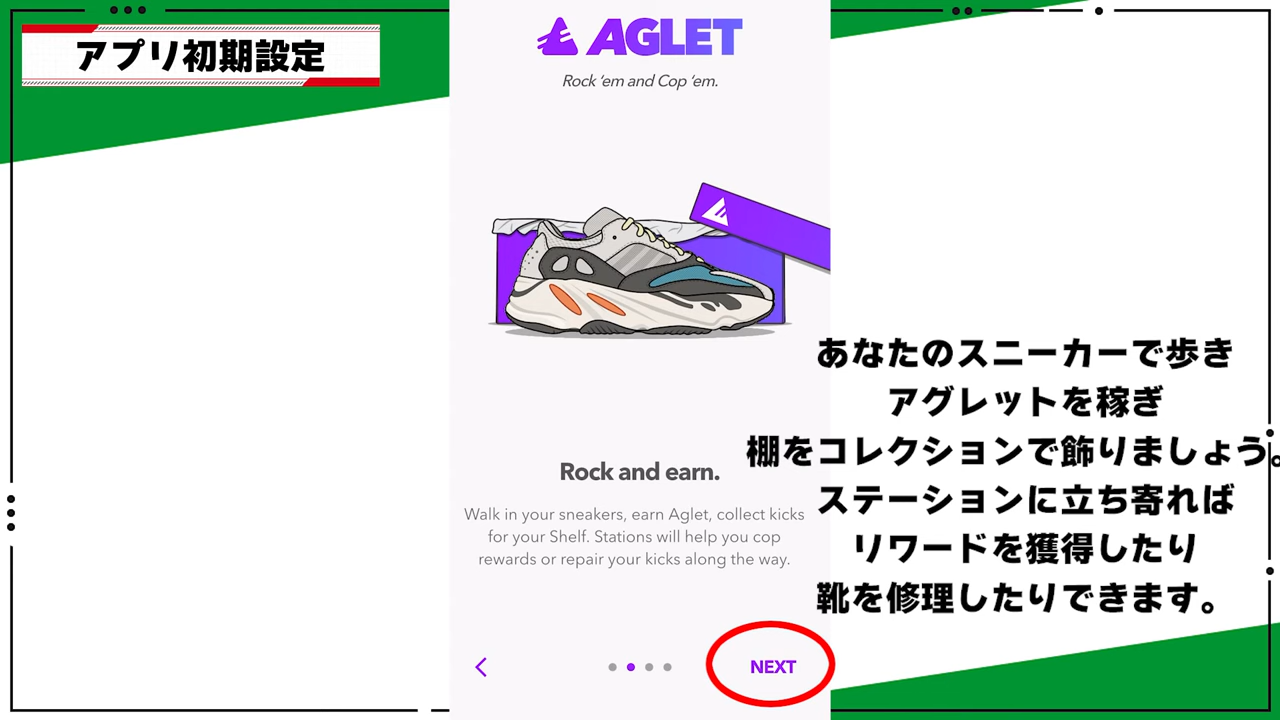 アプリ初期設定
AGLET
Rock ‘em and Cop ‘em.
あなたのスニーカーで歩き
アグレットを稼ぎ
棚をコレクションで飾りましょう。
ステーションに立ち寄れば
リワードを獲得したり
靴を修理したりできます。
Rock and earn.
Walk in your sneakers, earn Aglet, collect kicks
for your Shelf. Stations will help you cop
rewards or repair your kicks along the way.
NEXT